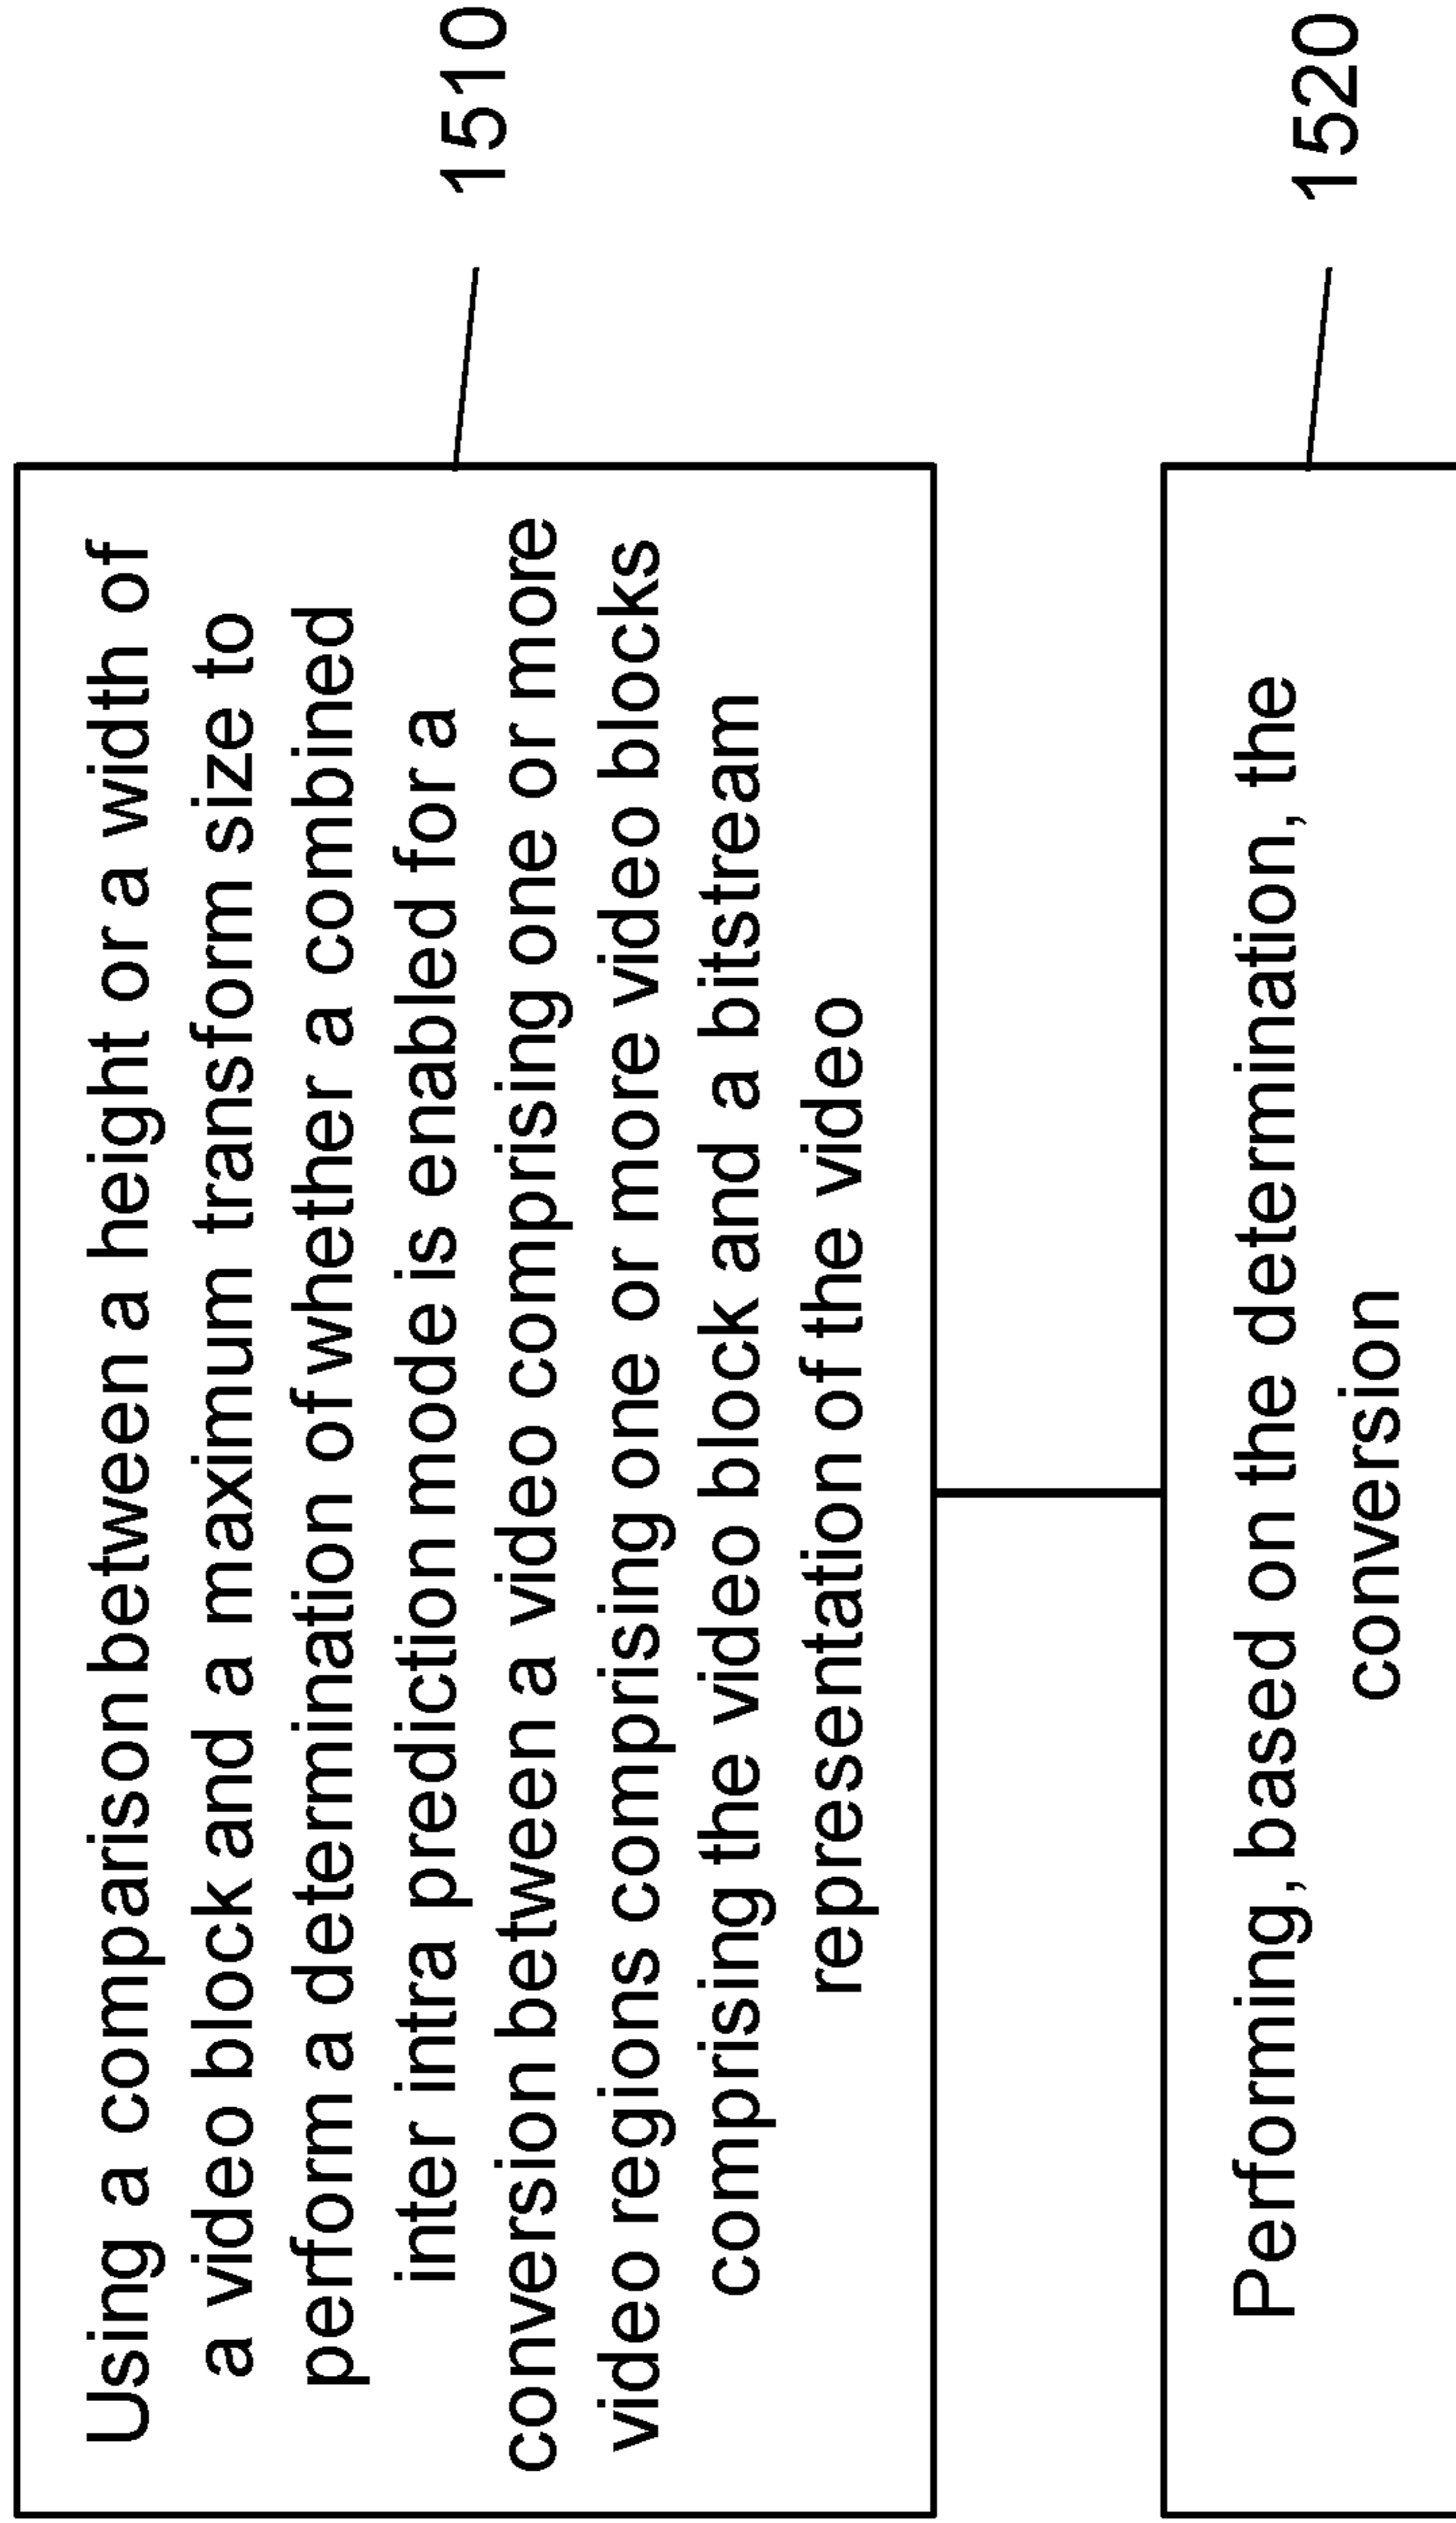 Using a comparison between a height or a width of
a video block and a maximum transform size to
perform a determination of whether a combined
inter intra prediction mode is enabled for a
conversion between a video comprising one or more
video regions comprising one or more video blocks
comprising the video block and a bitstream
representation of the video
1510
Performing, based on the determination, the
conversion
1520